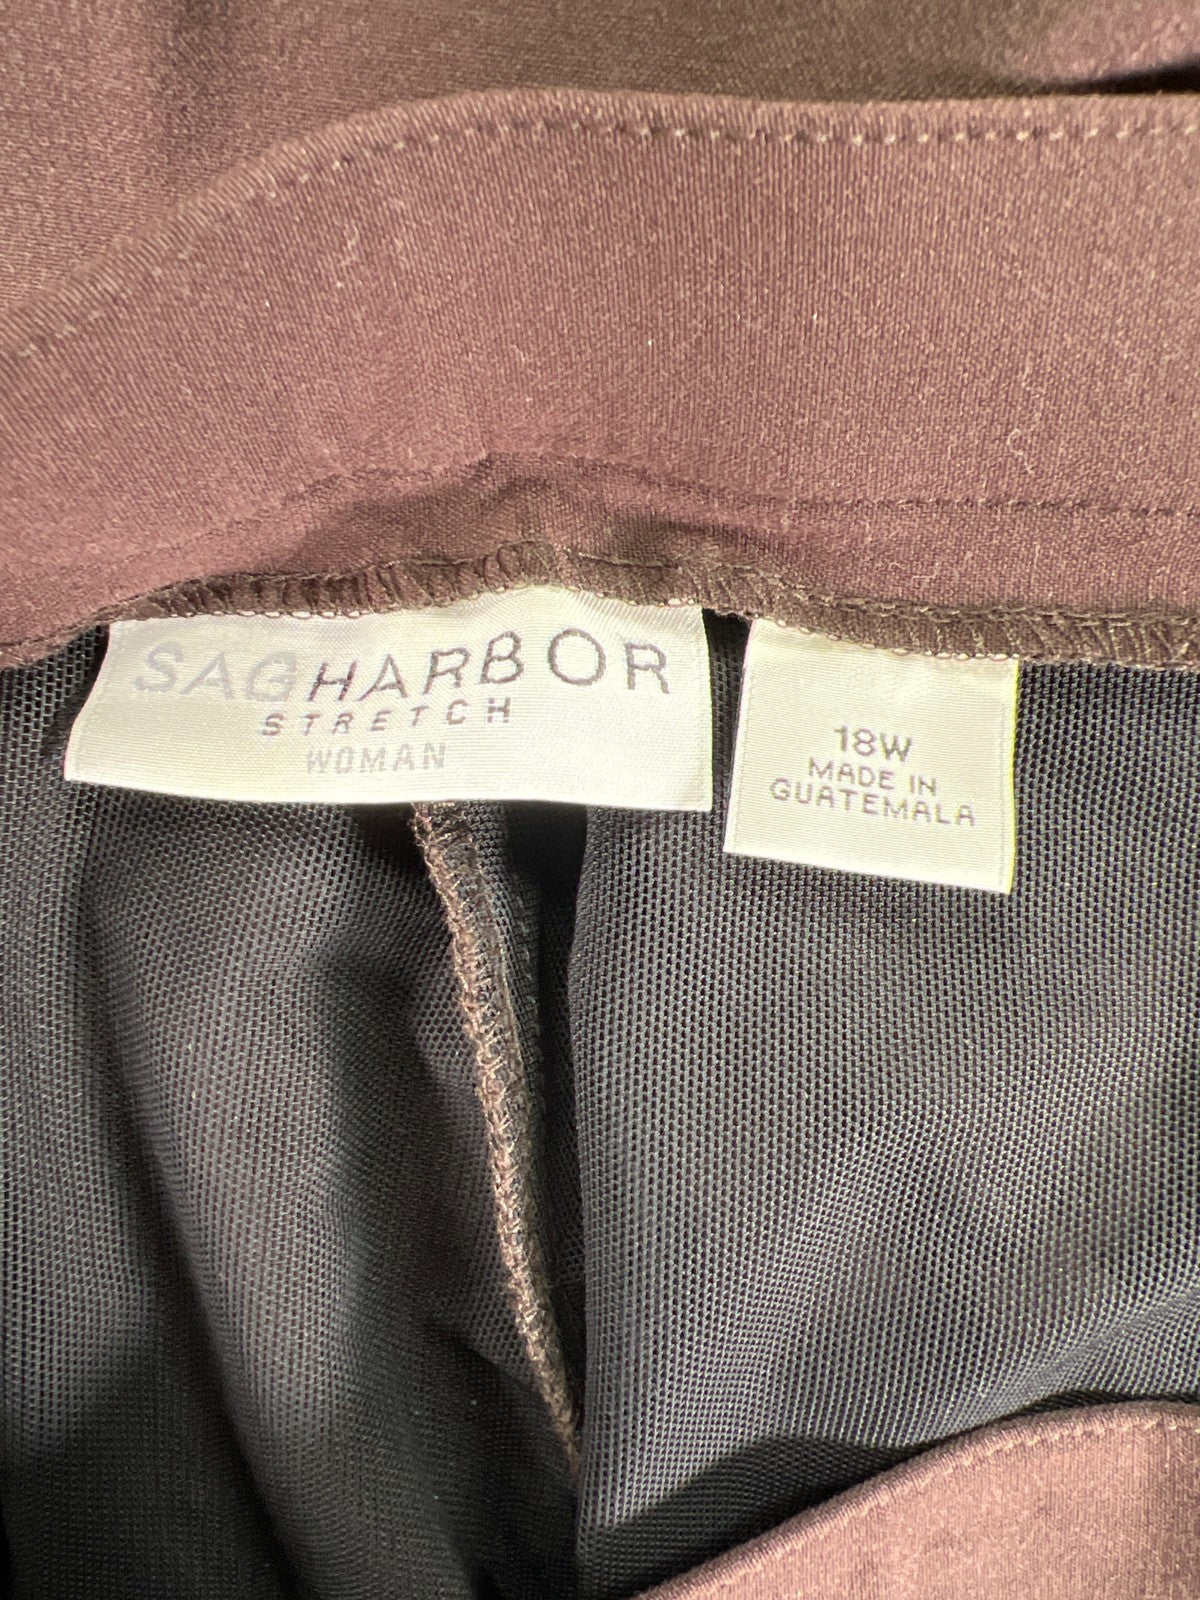 SAGHARBOR
STRETCH
WOMAN
18W
MADE IN
GUATEMALA